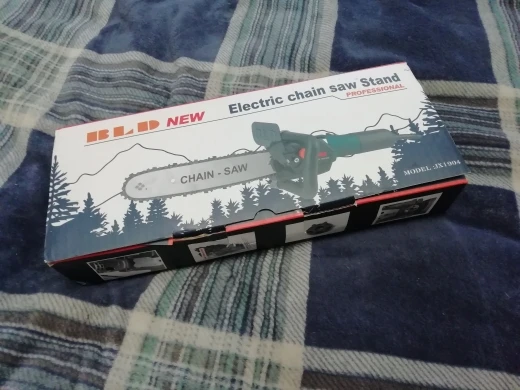 BLD NEW
Electric chain saw Stand
PROFESSIONAL
CHAIN - SAW
MODEL:JX1904